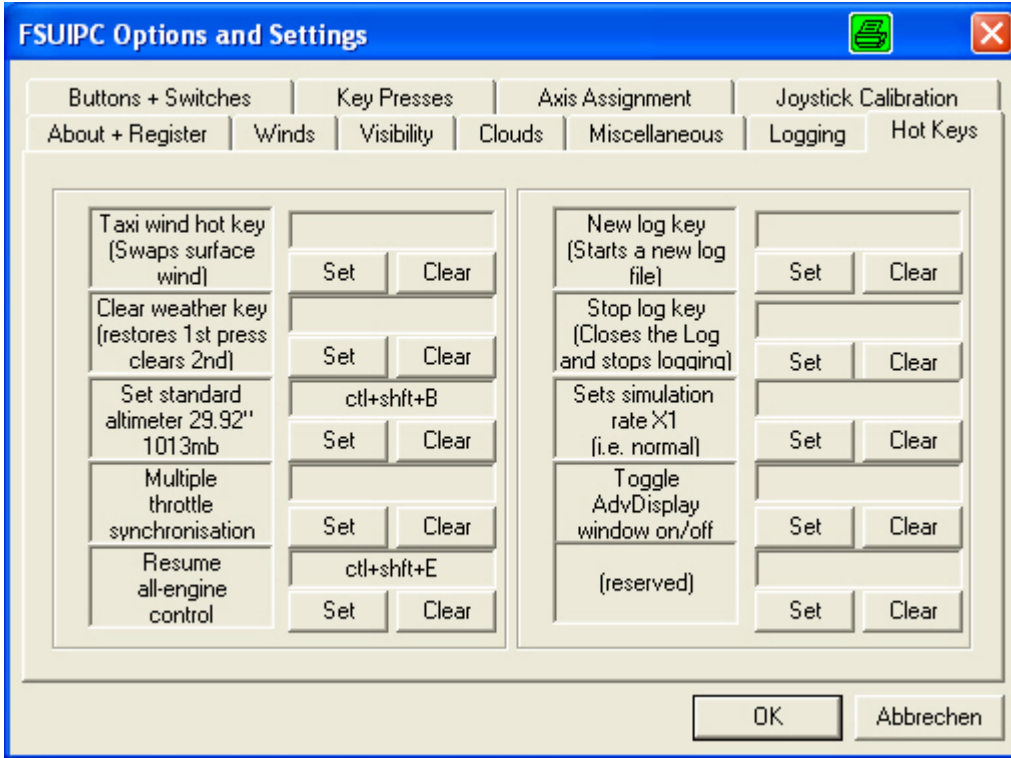 FSUIPC Options and Settings
Buttons + Switches
Key Presses
Axis Assignment
Joystick Calibration
About + Register
Winds
Visibility
Clouds
Miscellaneous
Logging
Hot Keys
Taxi wind hot key
(Swaps surface
wind)
Set
Clear
Clear weather key
(restores 1st press
clears 2nd)
Set
Clear
Set standard
altimeter 29.92"
1013mb
ctl+shft+B
Set
Clear
Multiple
throttle
synchronisation
Set
Clear
Resume
all-engine
control
ctl+shft+E
Set
Clear
New log key
(Starts a new log
file)
Set
Clear
Stop log key
(Closes the Log
and stops logging)
Set
Clear
Sets simulation
rate X1
(i.e. normal)
Set
Clear
Toggle
AdvDisplay
window on/off
Set
Clear
(reserved)
Set
Clear
OK
Abbrechen